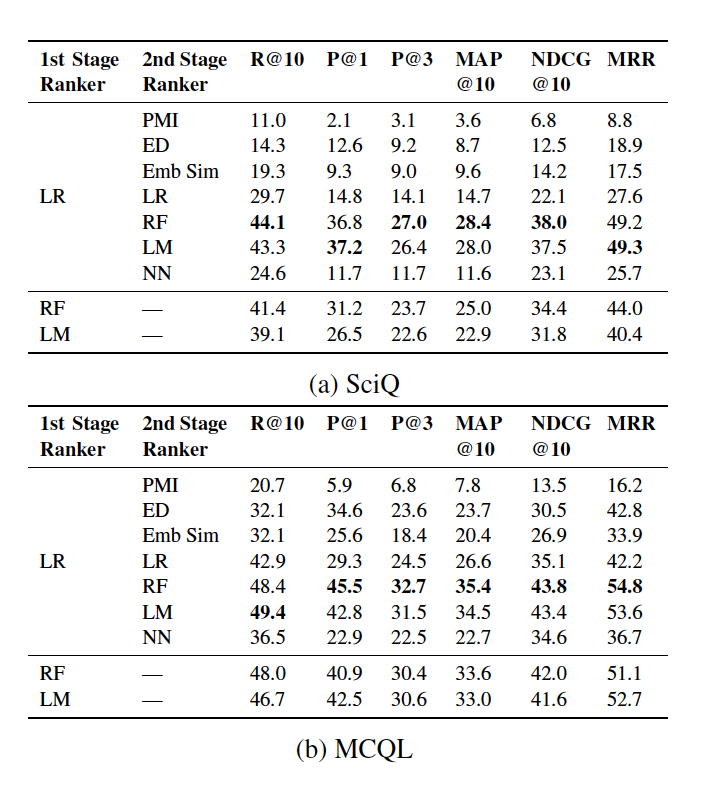 1st Stage 2nd Stage R@10 P@1 P@3 MAP NDCG MRR
Ranker Ranker @10 @10
PMI 11.0 2.1 3.1 3.6 6.8 8.8
ED 14.3 12.6 9.2 8.7 12.5 18.9
Emb Sim 19.3 9.3 9.0 9.6 14.2 17.5
LR LR 29.7 14.8 14.1 14.7 22.1 27.6
RF 44.1 36.8 27.0 28.4 38.0 49.2
LM 43.3 37.2 26.4 28.0 37.5 49.3
NN 24.6 11.7 11.7 11.6 23.1 25.7
RF — 41.4 31.2 23.7 25.0 34.4 44.0
LM — 39.1 26.5 22.6 22.9 31.8 40.4
(a) SciQ
1st Stage 2nd Stage R@10 P@1 P@3 MAP NDCG MRR
Ranker Ranker @10 @10
PMI 20.7 5.9 6.8 7.8 13.5 16.2
ED 32.1 34.6 23.6 23.7 30.5 42.8
Emb Sim 32.1 25.6 18.4 20.4 26.9 33.9
LR LR 42.9 29.3 24.5 26.6 35.1 42.2
RF 48.4 45.5 32.7 35.4 43.8 54.8
LM 49.4 42.8 31.5 34.5 43.4 53.6
NN 36.5 22.9 22.5 22.7 34.6 36.7
RF — 48.0 40.9 30.4 33.6 42.0 51.1
LM — 46.7 42.5 30.6 33.0 41.6 52.7
(b) MCQL